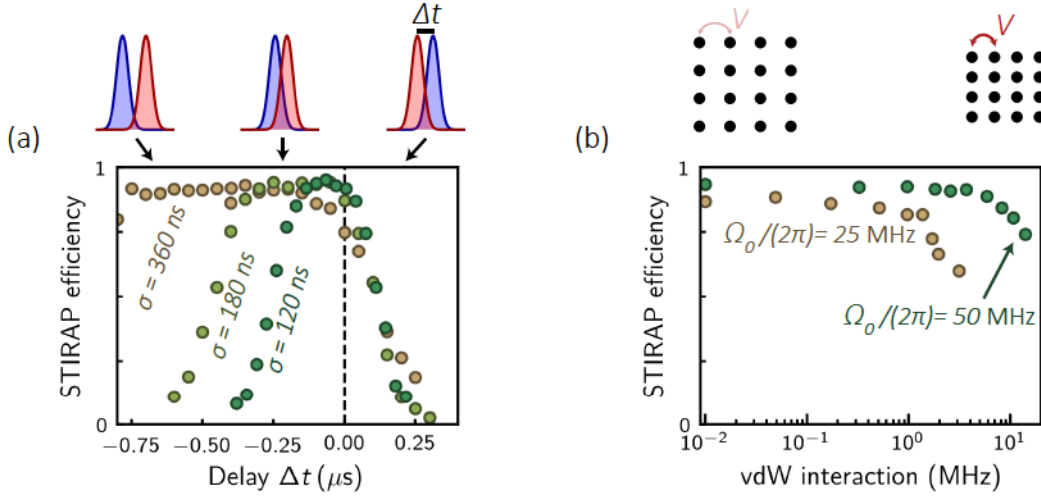 Δt
(a)
STIRAP efficiency
1
0
σ = 360 ns
σ = 180 ns
σ = 120 ns
−0.75
−0.50
−0.25
0.00
0.25
Delay Δt (μs)
V
V
(b)
STIRAP efficiency
1
0
Ω₀/(2π)= 25 MHz
Ω₀/(2π)= 50 MHz
10⁻²
10⁻¹
10⁰
10¹
vdW interaction (MHz)